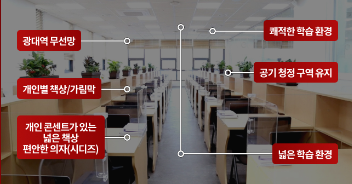 광대역 무선망
개인별 책상/가림막
개인 콘센트가 있는
넓은 책상
편안한 의자(시디즈)
쾌적한 학습 환경
공기 청정 구역 유지
넓은 학습 환경